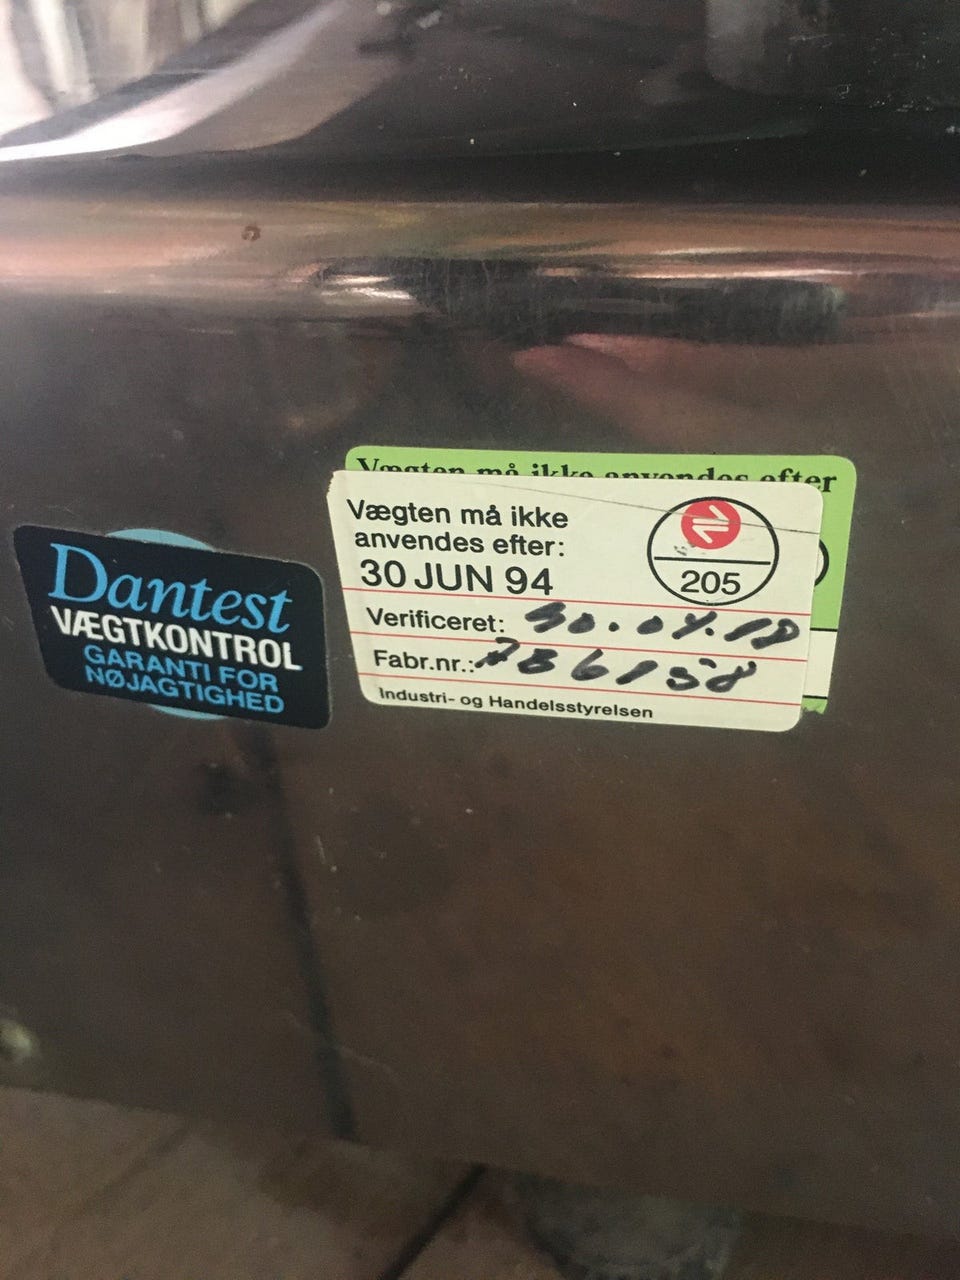 Dantest
VÆGTKONTROL
GARANTI FOR
NØJAGTIGHED
Vægten må ikke anvendes efter
Vægten må ikke
anvendes efter:
30 JUN 94
205
Verificeret:
Fabr.nr.:
Industri- og Handelsstyrelsen